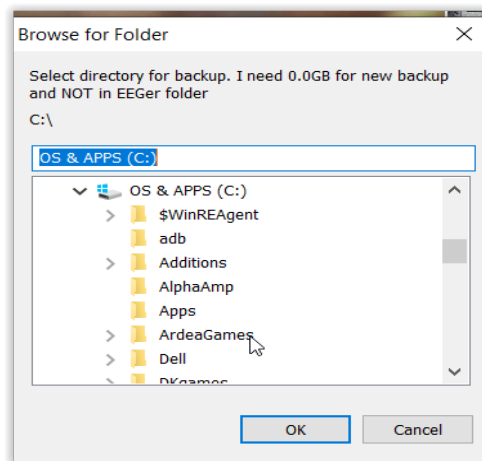 Browse for Folder
Select directory for backup. I need 0.0GB for new backup
and NOT in EEGer folder
C:\
OS & APPS (C:)
OS & APPS (C:)
$WinREAgent
adb
Additions
AlphaAmp
Apps
ArdeaGames
Dell
DKgames
OK
Cancel